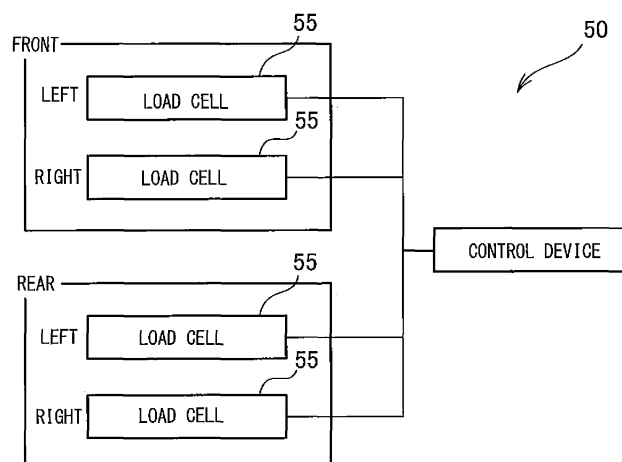 50
FRONT
55
LEFT
LOAD CELL
55
RIGHT
LOAD CELL
CONTROL DEVICE
REAR
55
LEFT
LOAD CELL
55
RIGHT
LOAD CELL